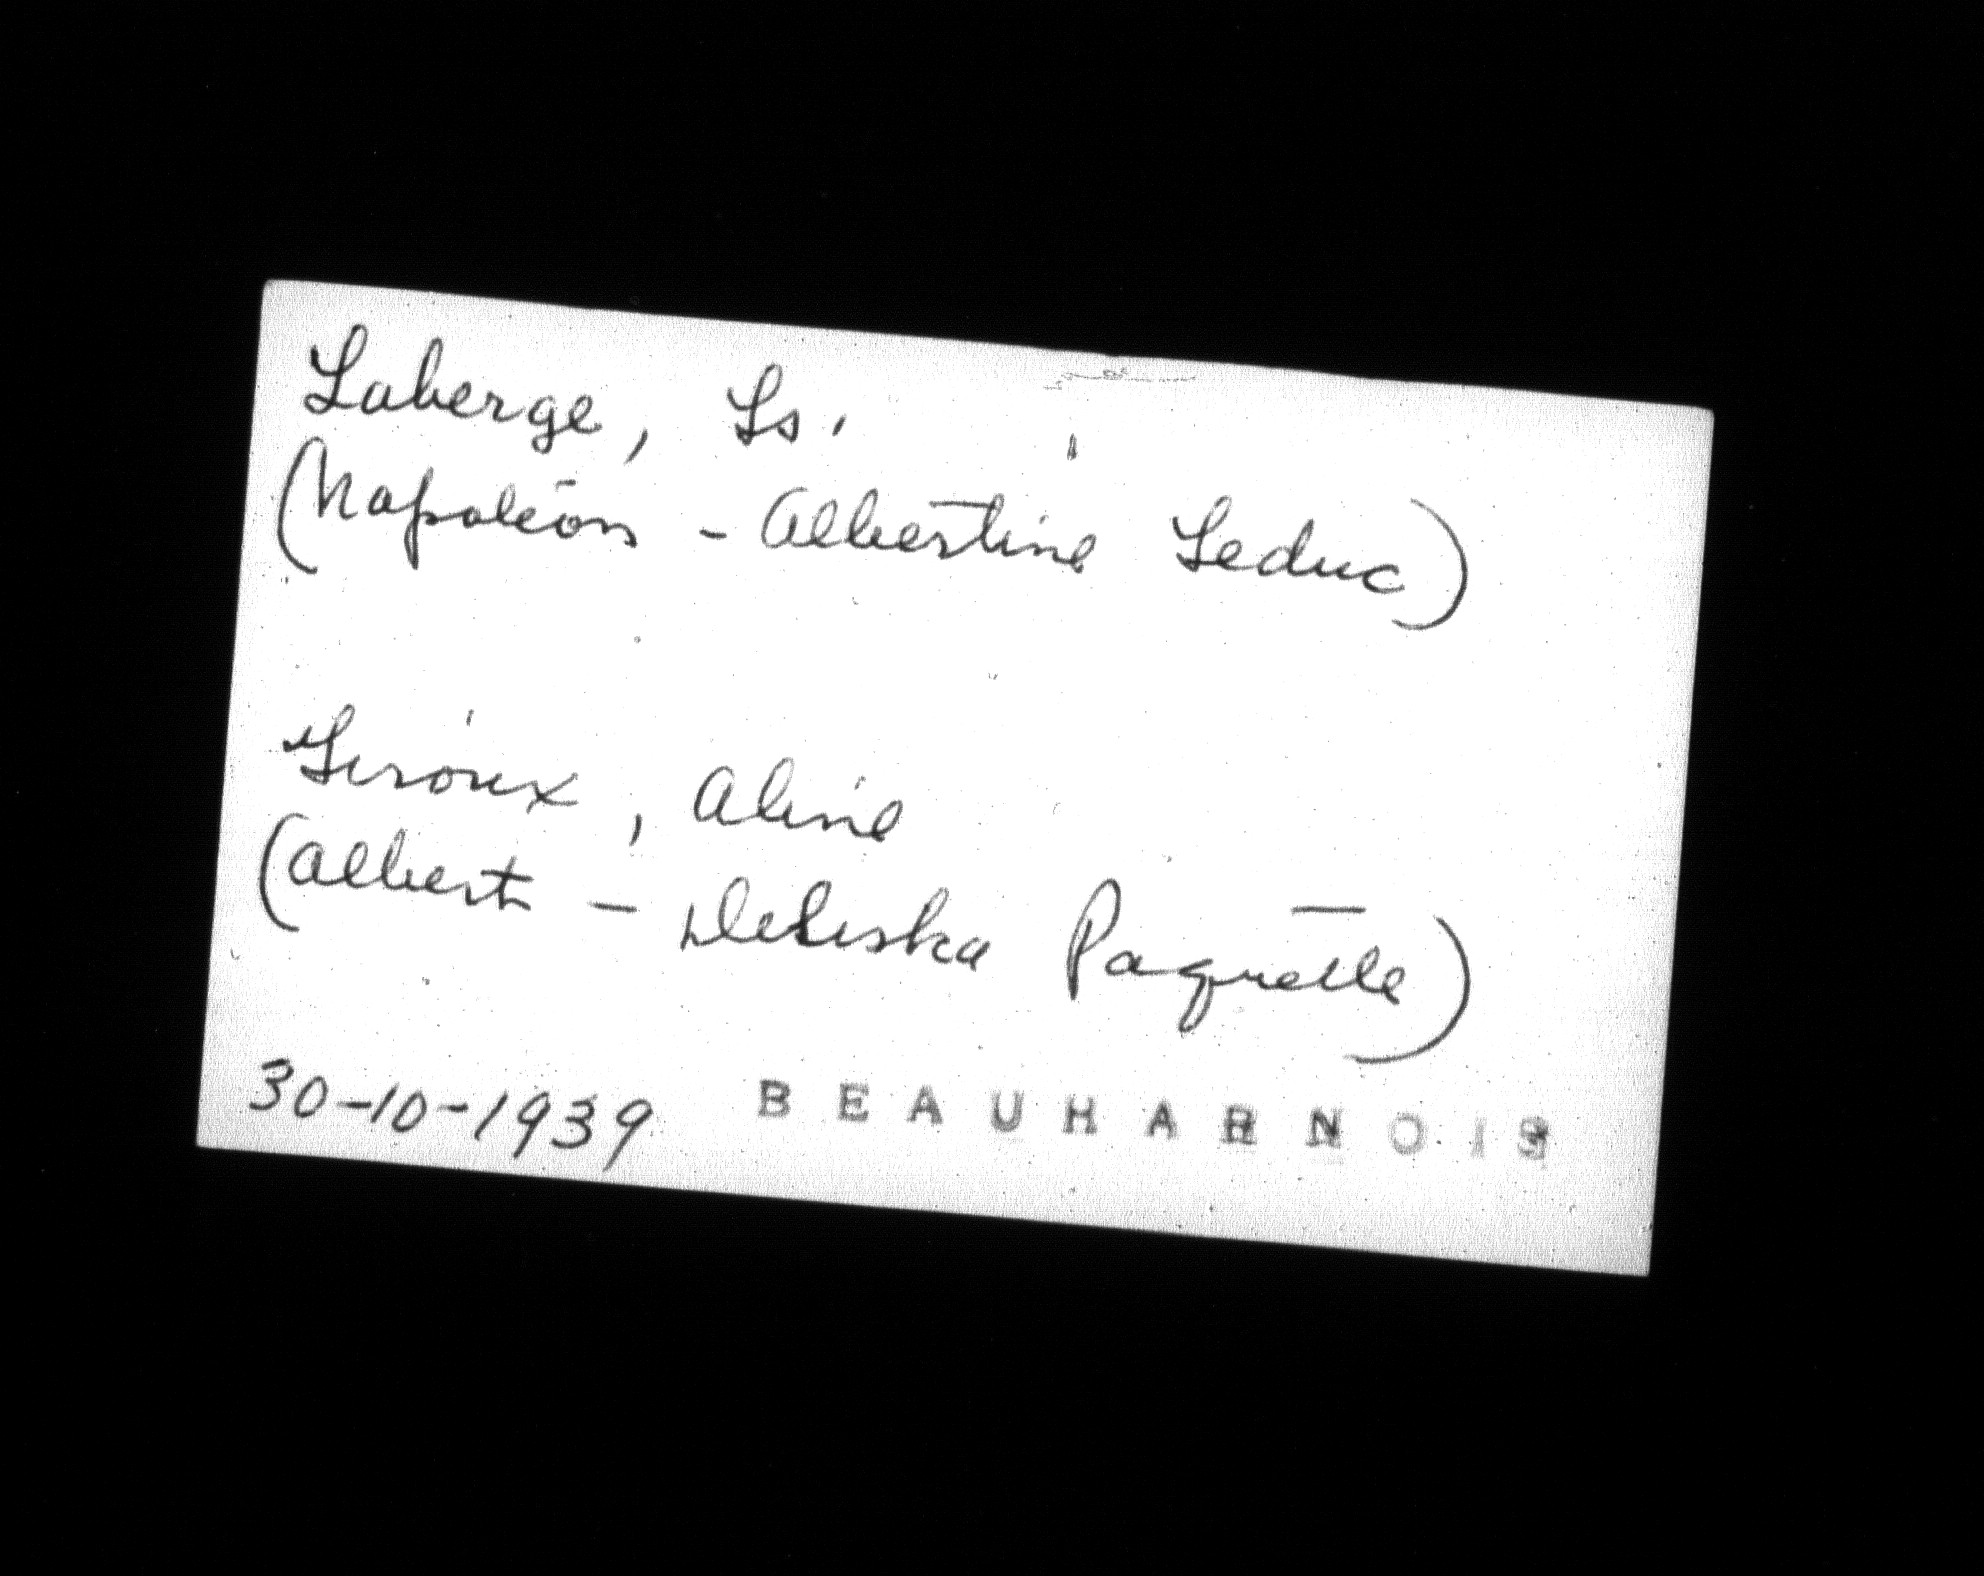 Laberge, Ls.
(Napoléon - Albertine Leduc)
Giroux, Aline
(Albert - Deliska Paquette)
30-10-1939 BEAUHARNOIS